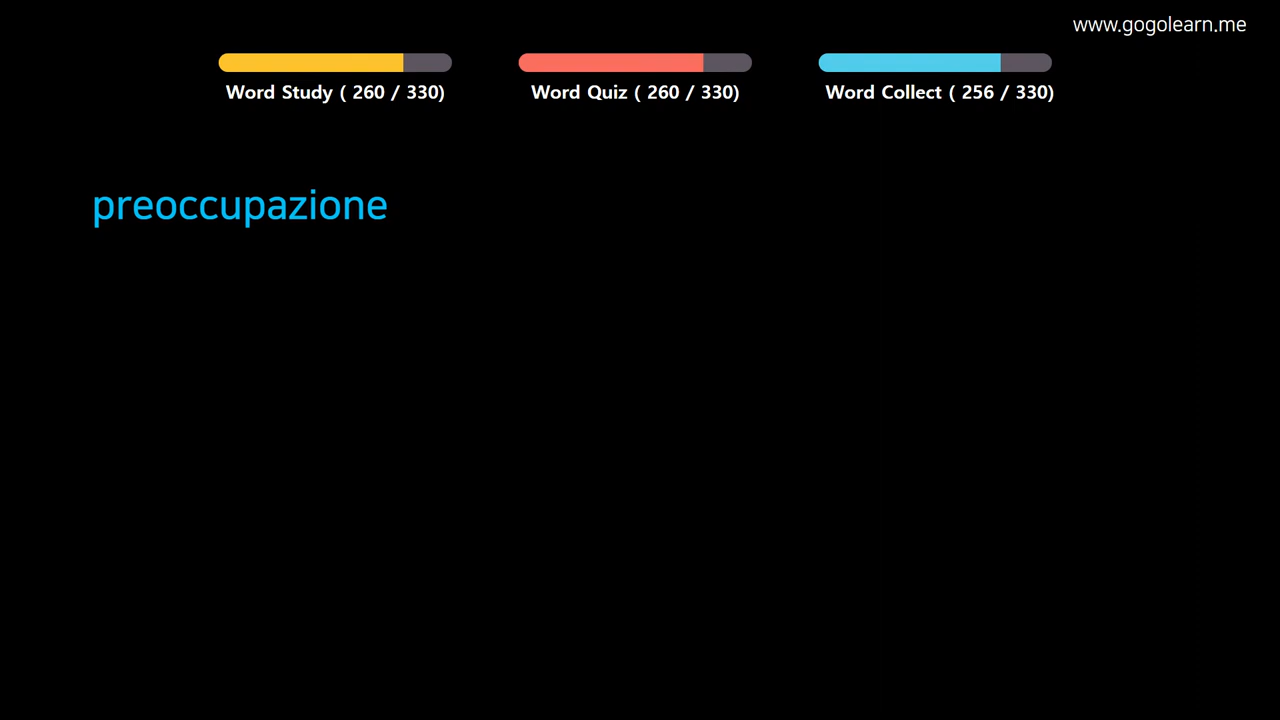 www.gogolearn.me
Word Study ( 260 / 330)
Word Quiz ( 260 / 330)
Word Collect ( 256 / 330)
preoccupazione